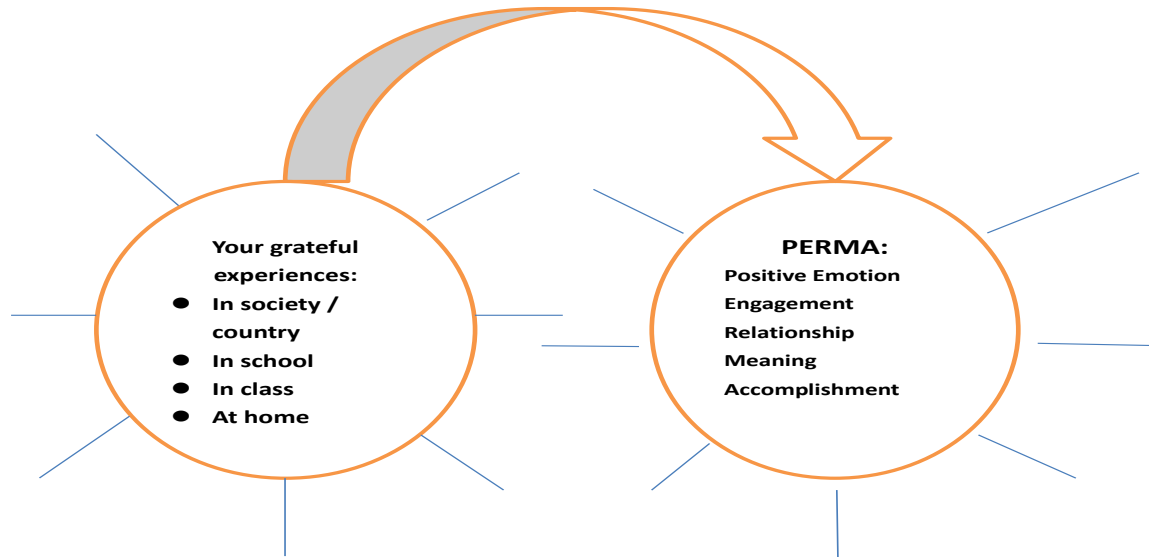 Your grateful
experiences:
● In society /
country
● In school
● In class
● At home
PERMA:
Positive Emotion
Engagement
Relationship
Meaning
Accomplishment